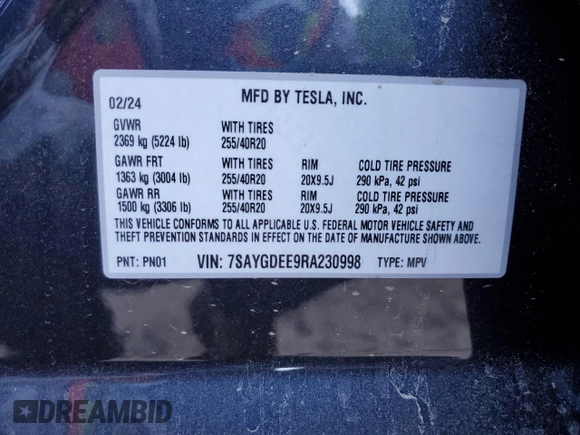 02/24 MFD BY TESLA, INC.
GVWR WITH TIRES
2369 kg (5224 lb) 255/40R20
GAWR FRT WITH TIRES RIM COLD TIRE PRESSURE
1363 kg (3004 lb) 255/40R20 20X9.5J 290 kPa, 42 psi
GAWR RR WITH TIRES RIM COLD TIRE PRESSURE
1500 kg (3306 lb) 255/40R20 20X9.5J 290 kPa, 42 psi
THIS VEHICLE CONFORMS TO ALL APPLICABLE U.S. FEDERAL MOTOR VEHICLE SAFETY AND
THEFT PREVENTION STANDARDS IN EFFECT ON THE DATE OF MANUFACTURE SHOWN ABOVE.
PNT: PN01 VIN: 7SAYGDEE9RA230998 TYPE: MPV
DREAMBID